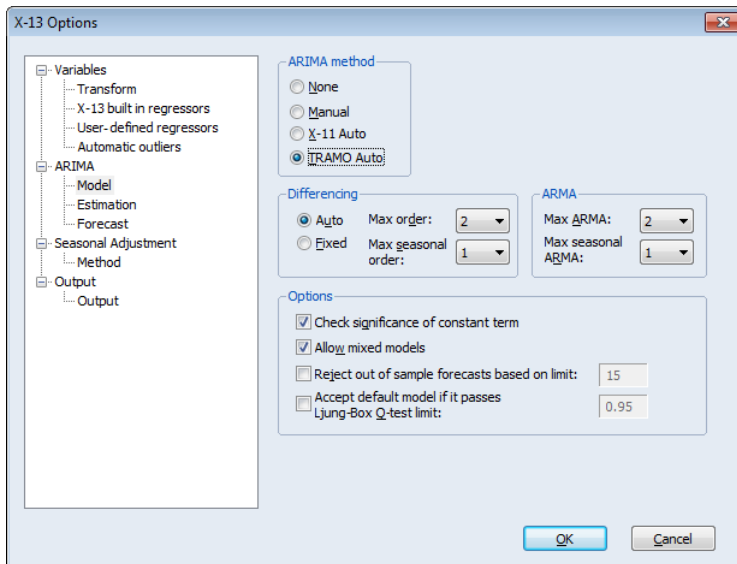 X-13 Options
Variables
Transform
X-13 built in regressors
User-defined regressors
Automatic outliers
ARIMA
Model
Estimation
Forecast
Seasonal Adjustment
Method
Output
Output
ARIMA method
None
Manual
X-11 Auto
TRAMO Auto
Differencing
Auto
Fixed
Max order:
2
Max seasonal
order:
1
ARMA
Max ARMA:
2
Max seasonal
ARMA:
1
Options
Check significance of constant term
Allow mixed models
Reject out of sample forecasts based on limit:
15
Accept default model if it passes
Ljung-Box Q-test limit:
0.95
OK
Cancel